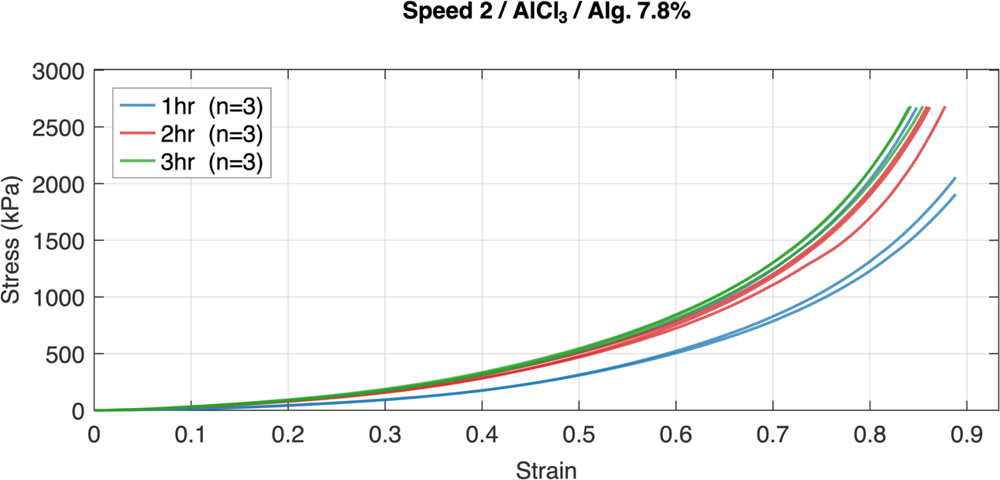 Speed 2 / AlCl₃ / Alg. 7.8%
3000
2500
2000
1500
1000
500
0
Stress (kPa)
1hr (n=3)
2hr (n=3)
3hr (n=3)
0 0.1 0.2 0.3 0.4 0.5 0.6 0.7 0.8 0.9
Strain